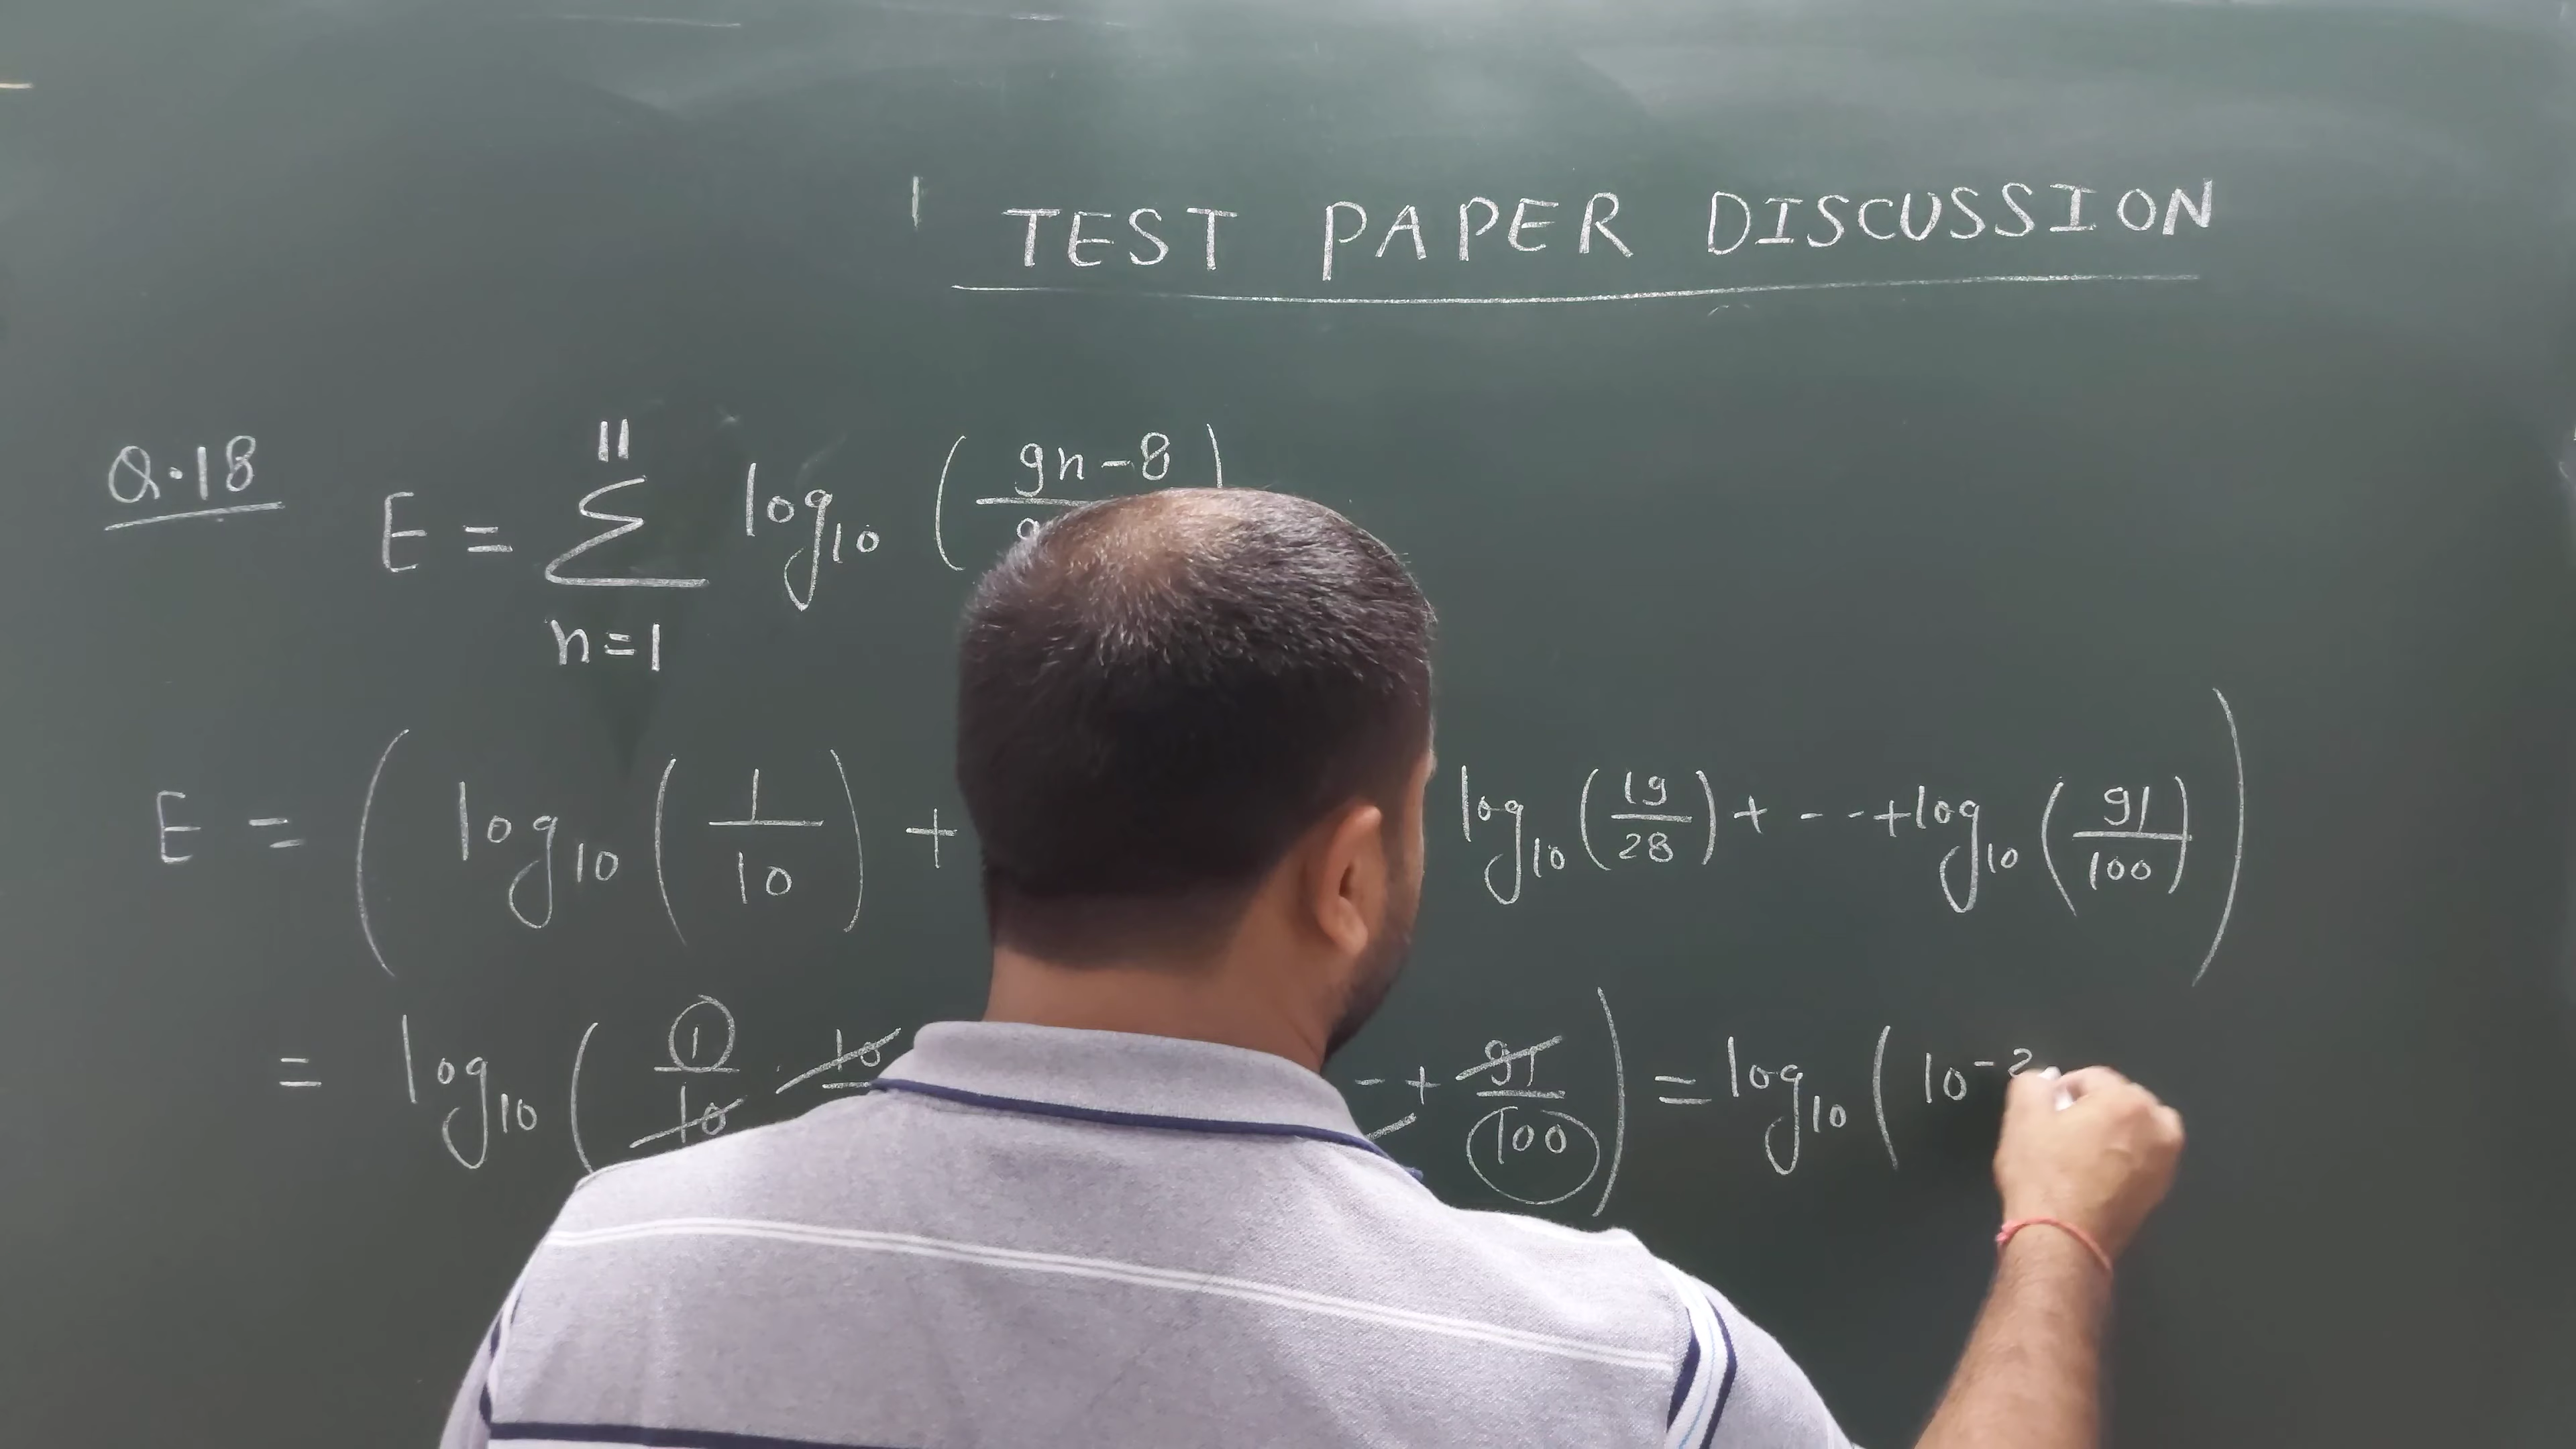 TEST PAPER DISCUSSION
Q.18 E = 11 Σ n=1 log10 ( 9n-8
E = ( log10 ( 1/10 ) + log10 ( 19/28 ) + - - + log10 ( 91/100 ) )
= log10 ( 1/10 . 10 - + 91/100 ) = log10 ( 10^-2